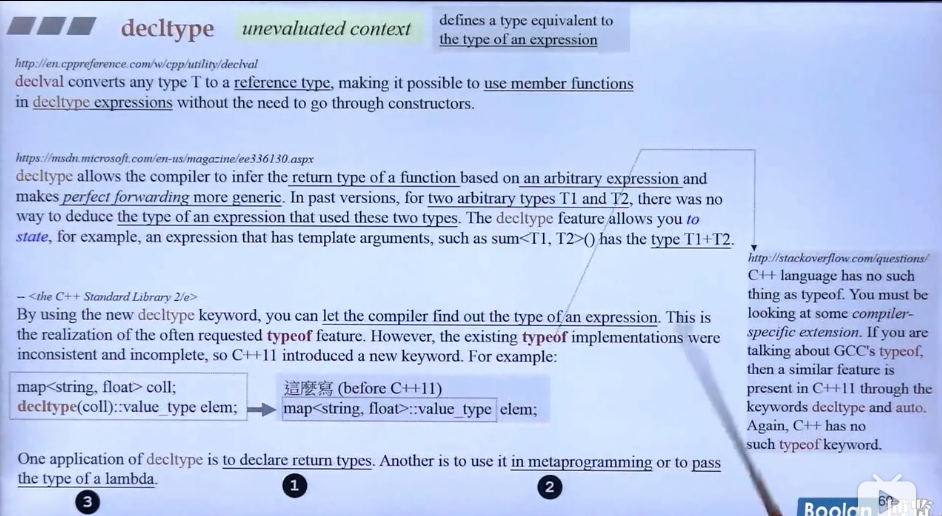 decltype
unevaluated context
defines a type equivalent to
the type of an expression
http://en.cppreference.com/w/cpp/utility/declval
declval converts any type T to a reference type, making it possible to use member functions
in decltype expressions without the need to go through constructors.
https://msdn.microsoft.com/en-us/magazine/ee336130.aspx
decltype allows the compiler to infer the return type of a function based on an arbitrary expression and
makes perfect forwarding more generic. In past versions, for two arbitrary types T1 and T2, there was no
way to deduce the type of an expression that used these two types. The decltype feature allows you to
state, for example, an expression that has template arguments, such as sum<T1, T2>() has the type T1+T2.
-- <the C++ Standard Library 2/e>
By using the new decltype keyword, you can let the compiler find out the type of an expression. This is
the realization of the often requested typeof feature. However, the existing typeof implementations were
inconsistent and incomplete, so C++11 introduced a new keyword. For example:
map<string, float> coll;
decltype(coll)::value_type elem;
這麼寫 (before C++11)
map<string, float>::value_type elem;
http://stackoverflow.com/questions/
C++ language has no such
thing as typeof. You must be
looking at some compiler-
specific extension. If you are
talking about GCC's typeof,
then a similar feature is
present in C++11 through the
keywords decltype and auto.
Again, C++ has no
such typeof keyword.
One application of decltype is to declare return types. Another is to use it in metaprogramming or to pass
the type of a lambda.
1
2
3
Boolan